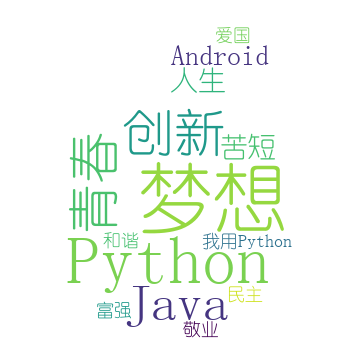 爱国
Android
人生
创新
苦短
青春
梦想
和谐
我用Python
Python
民主
富强
Java
敬业